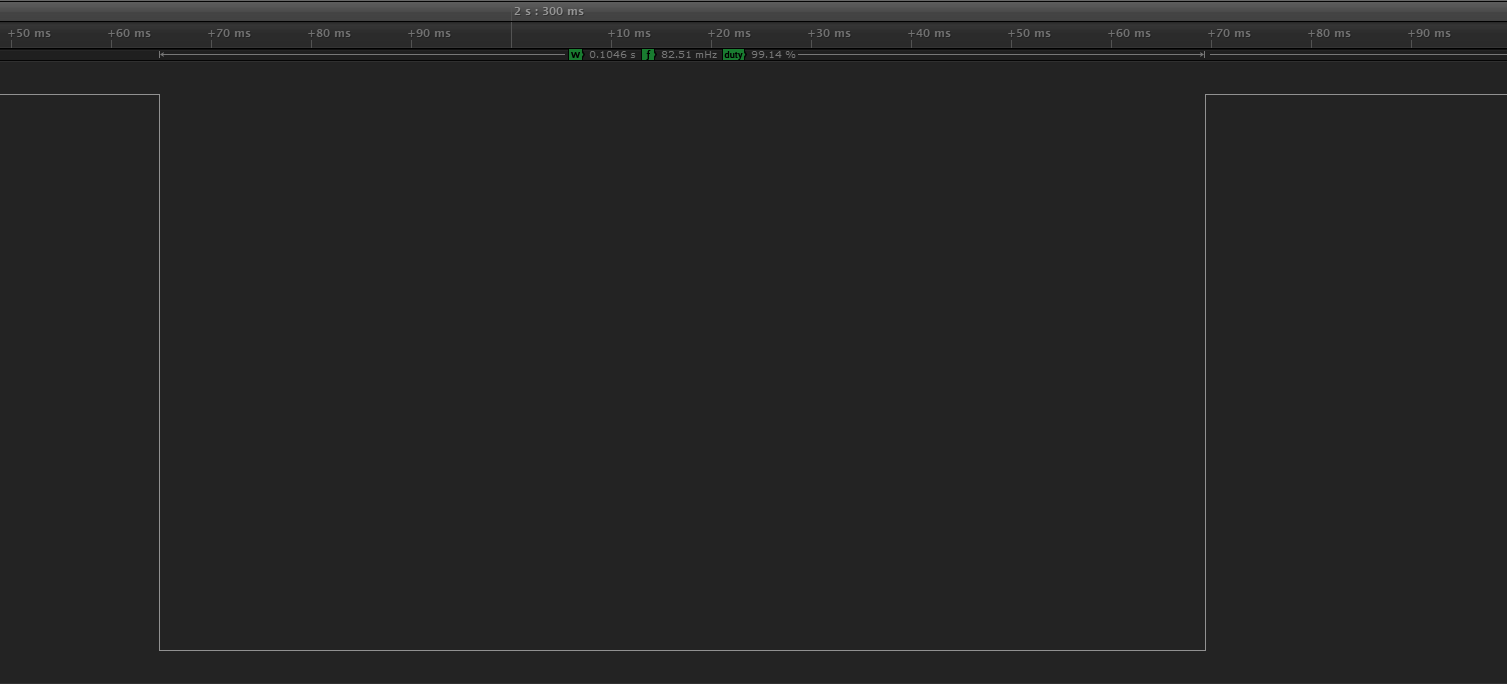 2 s : 300 ms
+50 ms +60 ms +70 ms +80 ms +90 ms +10 ms +20 ms +30 ms +40 ms +50 ms +60 ms +70 ms +80 ms +90 ms
W 0.1046 s f 82.51 mHz duty 99.14 %